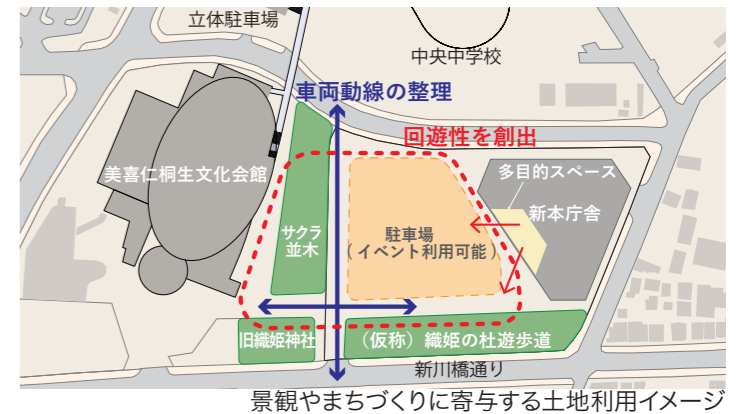 立体駐車場
中央中学校
車両動線の整理
回遊性を創出
美喜仁桐生文化会館
多目的スペース
新本庁舎
サクラ
並木
駐車場
(イベント利用可能)
旧織姫神社
（仮称）織姫の杜遊歩道
新川橋通り
景観やまちづくりに寄与する土地利用イメージ